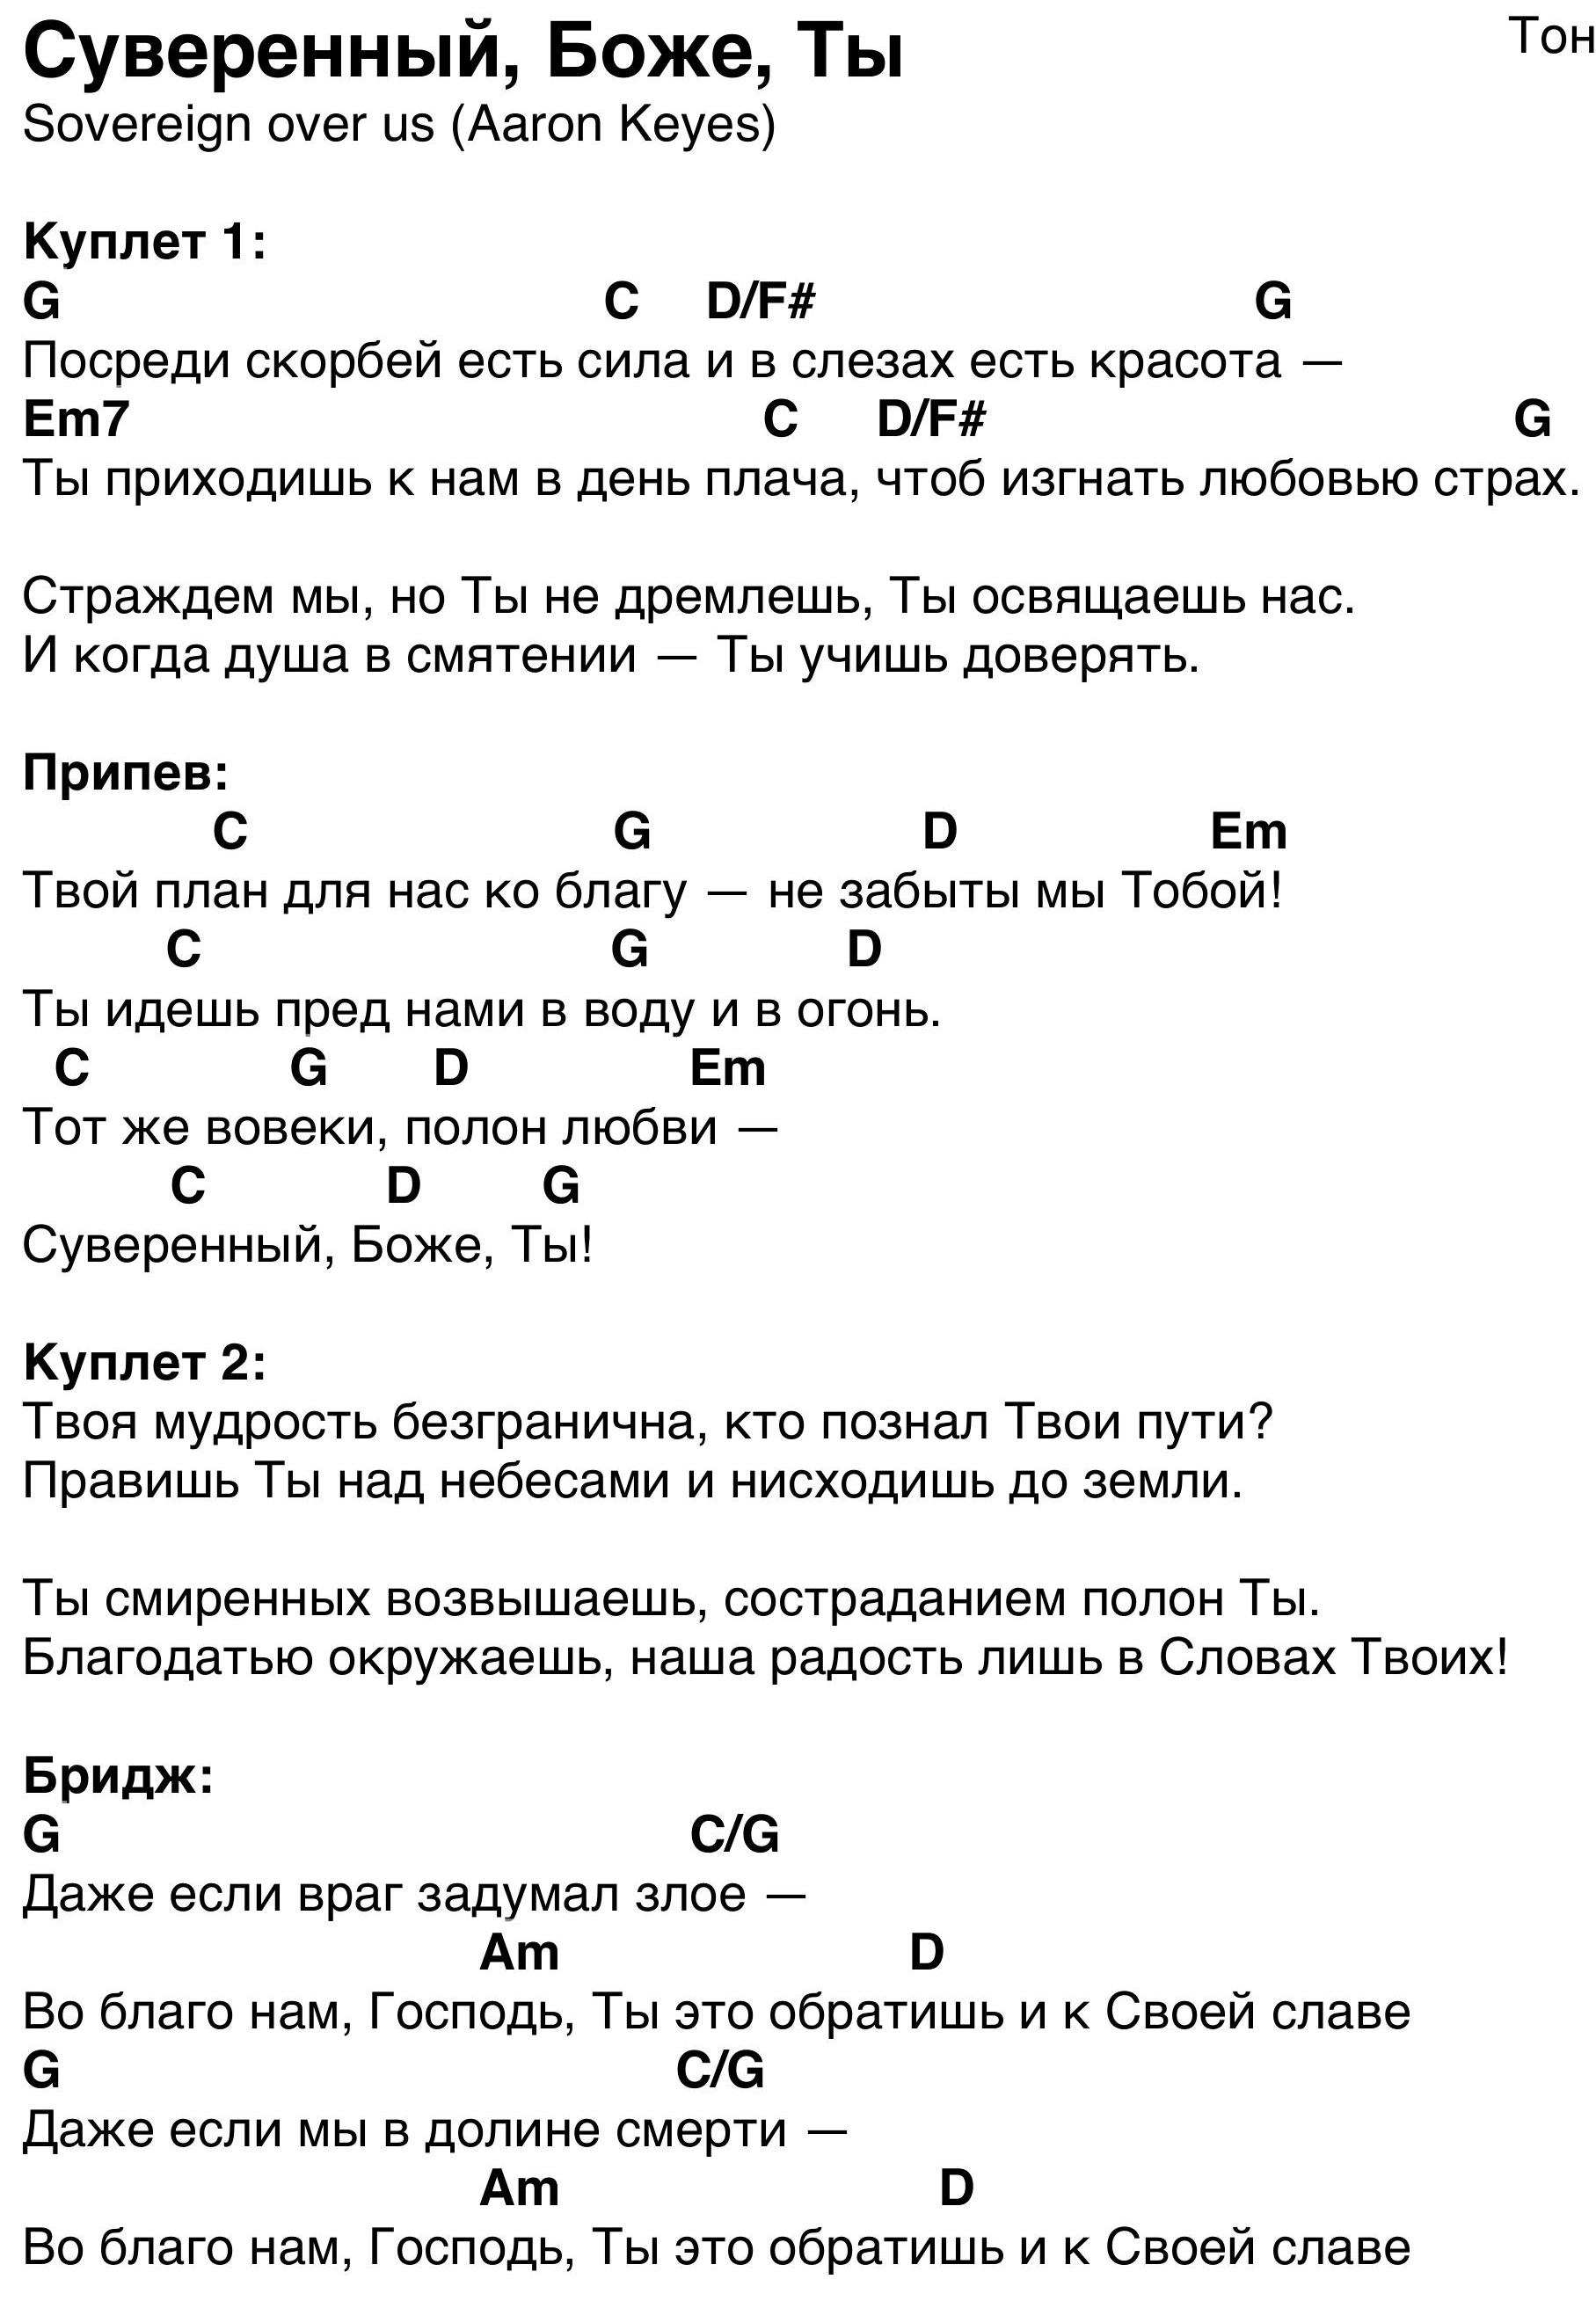 Суверенный, Боже, Ты
Тон
Sovereign over us (Aaron Keyes)
Куплет 1:
G C D/F# G
Посреди скорбей есть сила и в слезах есть красота —
Em7 C D/F# G
Ты приходишь к нам в день плача, чтоб изгнать любовью страх.
Страждем мы, но Ты не дремлешь, Ты освящаешь нас.
И когда душа в смятении — Ты учишь доверять.
Припев:
C G D Em
Твой план для нас ко благу — не забыты мы Тобой!
C G D
Ты идешь пред нами в воду и в огонь.
C G D Em
Тот же вовеки, полон любви —
C D G
Суверенный, Боже, Ты!
Куплет 2:
Твоя мудрость безгранична, кто познал Твои пути?
Правишь Ты над небесами и нисходишь до земли.
Ты смиренных возвышаешь, состраданием полон Ты.
Благодатью окружаешь, наша радость лишь в Словах Твоих!
Бридж:
G C/G
Даже если враг задумал злое —
Am D
Во благо нам, Господь, Ты это обратишь и к Своей славе
G C/G
Даже если мы в долине смерти —
Am D
Во благо нам, Господь, Ты это обратишь и к Своей славе